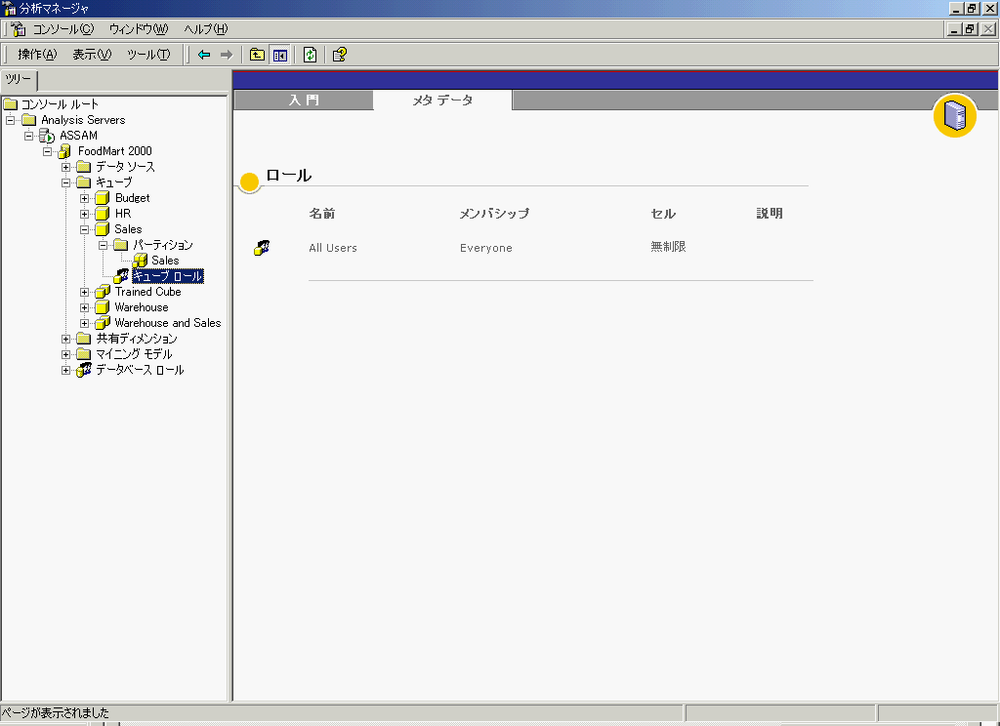 分析マネージャ
コンソール(C) ウィンドウ(W) ヘルプ(H)
操作(A) 表示(V) ツール(T)
ツリー
コンソール ルート
Analysis Servers
ASSAM
FoodMart 2000
データ ソース
キューブ
Budget
HR
Sales
パーティション
Sales
キューブ ロール
Trained Cube
Warehouse
Warehouse and Sales
共有ディメンション
マイニング モデル
データベース ロール
入門 メタ データ
ロール
名前 メンバシップ セル 説明
All Users Everyone 無制限
ページが表示されました